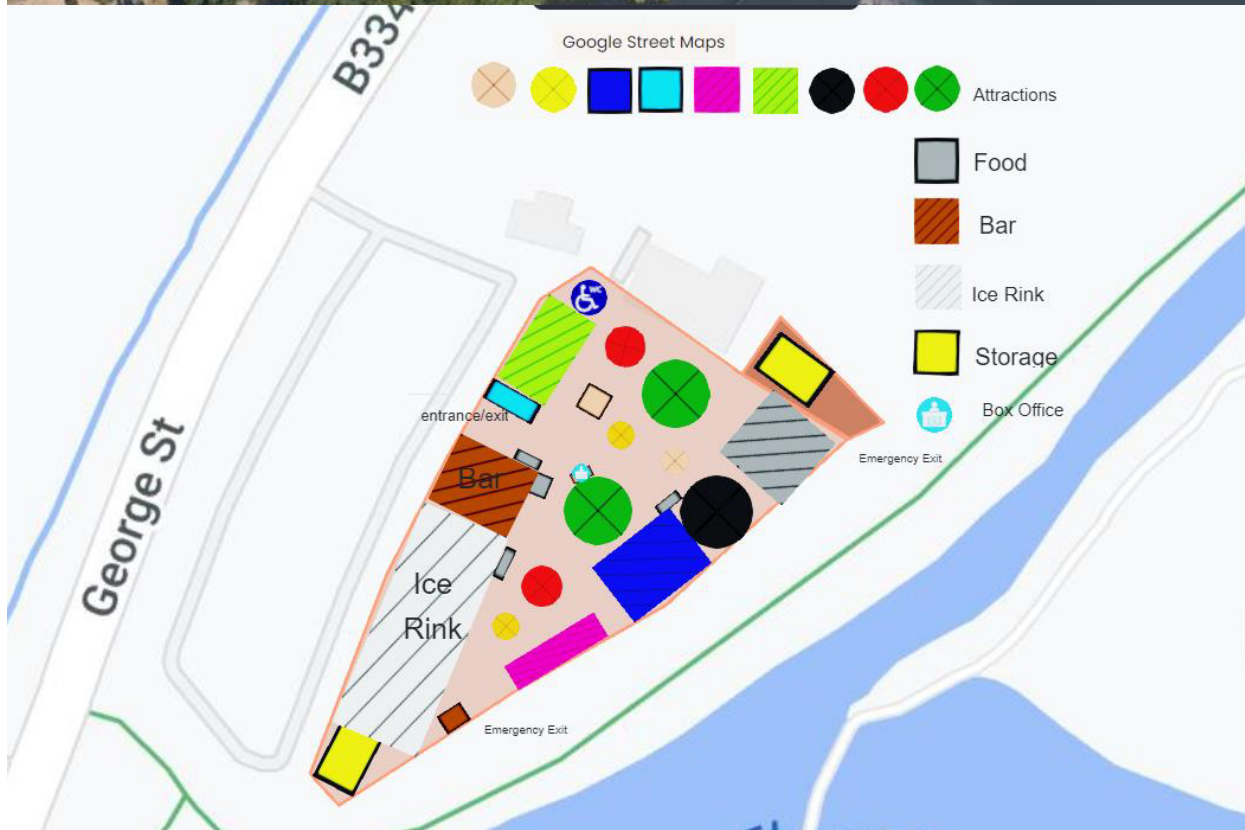 B334
Google Street Maps
Attractions
Food
Bar
Ice Rink
Storage
Box Office
WC
entrance/exit
Emergency Exit
Bar
George St
Ice
Rink
Emergency Exit